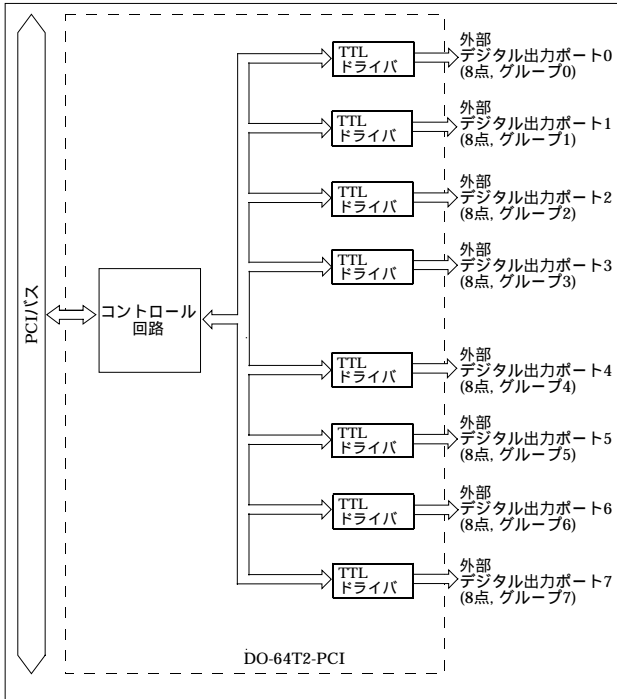 PCIバス
コントロール
回路
TTL
ドライバ
外部
デジタル出力ポート0
(8点, グループ0)
TTL
ドライバ
外部
デジタル出力ポート1
(8点, グループ1)
TTL
ドライバ
外部
デジタル出力ポート2
(8点, グループ2)
TTL
ドライバ
外部
デジタル出力ポート3
(8点, グループ3)
TTL
ドライバ
外部
デジタル出力ポート4
(8点, グループ4)
TTL
ドライバ
外部
デジタル出力ポート5
(8点, グループ5)
TTL
ドライバ
外部
デジタル出力ポート6
(8点, グループ6)
TTL
ドライバ
外部
デジタル出力ポート7
(8点, グループ7)
DO-64T2-PCI